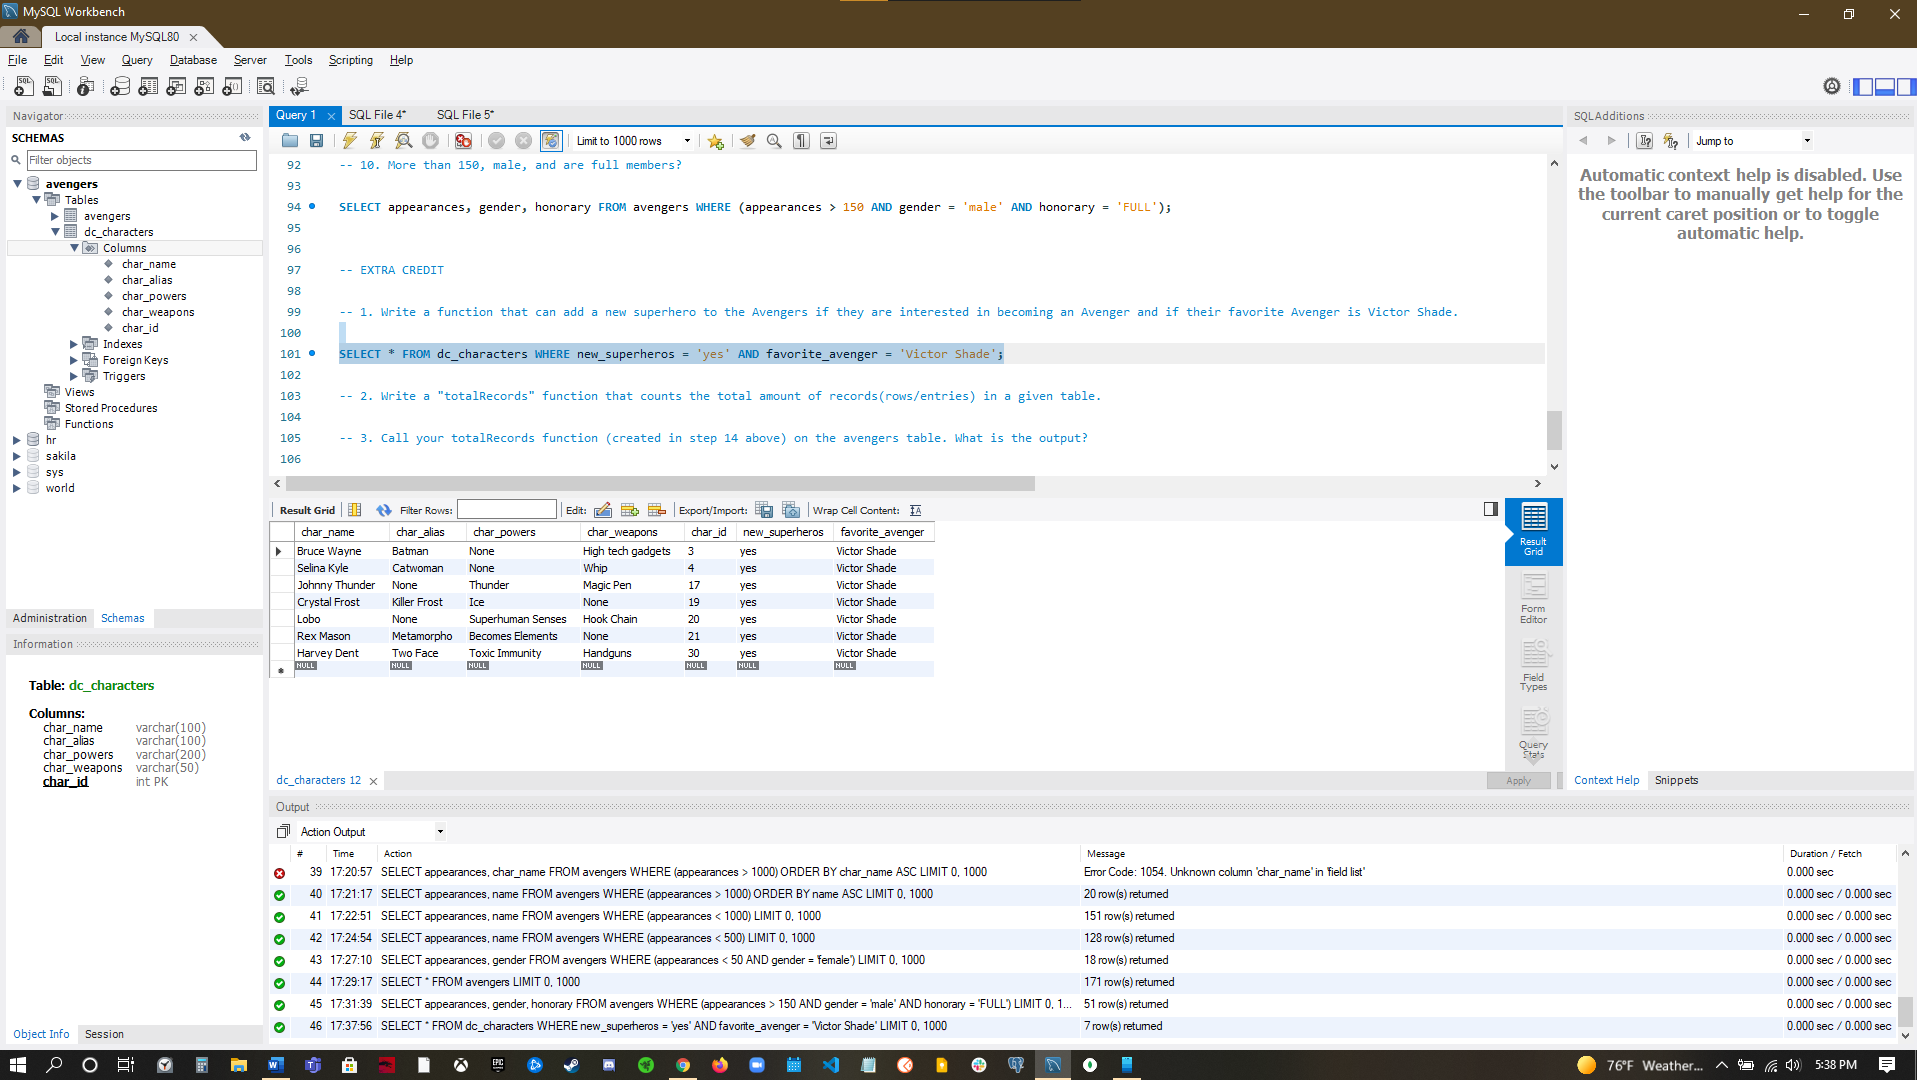 MySQL Workbench
Local instance MySQL80
File Edit View Query Database Server Tools Scripting Help
Navigator
SCHEMAS
Filter objects
avengers
Tables
avengers
dc_characters
Columns
char_name
char_alias
char_powers
char_weapons
char_id
Indexes
Foreign Keys
Triggers
Views
Stored Procedures
Functions
hr
sakila
sys
world
Administration Schemas
Information
Table: dc_characters
Columns:
char_name varchar(100)
char_alias varchar(100)
char_powers varchar(200)
char_weapons varchar(50)
char_id int PK
Object Info Session
Query 1 SQL File 4* SQL File 5*
Limit to 1000 rows
92 -- 10. More than 150, male, and are full members?
93
94 SELECT appearances, gender, honorary FROM avengers WHERE (appearances > 150 AND gender = 'male' AND honorary = 'FULL');
95
96
97 -- EXTRA CREDIT
98
99 -- 1. Write a function that can add a new superhero to the Avengers if they are interested in becoming an Avenger and if their favorite Avenger is Victor Shade.
100
101 SELECT * FROM dc_characters WHERE new_superheros = 'yes' AND favorite_avenger = 'Victor Shade';
102
103 -- 2. Write a "totalRecords" function that counts the total amount of records(rows/entries) in a given table.
104
105 -- 3. Call your totalRecords function (created in step 14 above) on the avengers table. What is the output?
106
Result Grid Filter Rows: Edit: Export/Import: Wrap Cell Content:
char_name char_alias char_powers char_weapons char_id new_superheros favorite_avenger
Bruce Wayne Batman None High tech gadgets 3 yes Victor Shade
Selina Kyle Catwoman None Whip 4 yes Victor Shade
Johnny Thunder None Thunder Magic Pen 17 yes Victor Shade
Crystal Frost Killer Frost Ice None 19 yes Victor Shade
Lobo None Superhuman Senses Hook Chain 20 yes Victor Shade
Rex Mason Metamorpho Becomes Elements None 21 yes Victor Shade
Harvey Dent Two Face Toxic Immunity Handguns 30 yes Victor Shade
NULL NULL NULL NULL NULL NULL NULL
Result
Grid
Form
Editor
Field
Types
Query
Stats
dc_characters 12
Apply
SQLAdditions
Jump to
Automatic context help is disabled. Use
the toolbar to manually get help for the
current caret position or to toggle
automatic help.
Context Help Snippets
Output
Action Output
# Time Action Message Duration / Fetch
39 17:20:57 SELECT appearances, char_name FROM avengers WHERE (appearances > 1000) ORDER BY char_name ASC LIMIT 0, 1000 Error Code: 1054. Unknown column 'char_name' in 'field list' 0.000 sec
40 17:21:17 SELECT appearances, name FROM avengers WHERE (appearances > 1000) ORDER BY name ASC LIMIT 0, 1000 20 row(s) returned 0.000 sec / 0.000 sec
41 17:22:51 SELECT appearances, name FROM avengers WHERE (appearances < 1000) LIMIT 0, 1000 151 row(s) returned 0.000 sec / 0.000 sec
42 17:24:54 SELECT appearances, name FROM avengers WHERE (appearances < 500) LIMIT 0, 1000 128 row(s) returned 0.000 sec / 0.000 sec
43 17:27:10 SELECT appearances, gender FROM avengers WHERE (appearances < 50 AND gender = 'female') LIMIT 0, 1000 18 row(s) returned 0.000 sec / 0.000 sec
44 17:29:17 SELECT * FROM avengers LIMIT 0, 1000 171 row(s) returned 0.000 sec / 0.000 sec
45 17:31:39 SELECT appearances, gender, honorary FROM avengers WHERE (appearances > 150 AND gender = 'male' AND honorary = 'FULL') LIMIT 0, 1... 51 row(s) returned 0.000 sec / 0.000 sec
46 17:37:56 SELECT * FROM dc_characters WHERE new_superheros = 'yes' AND favorite_avenger = 'Victor Shade' LIMIT 0, 1000 7 row(s) returned 0.000 sec / 0.000 sec
76°F Weather... 5:38 PM